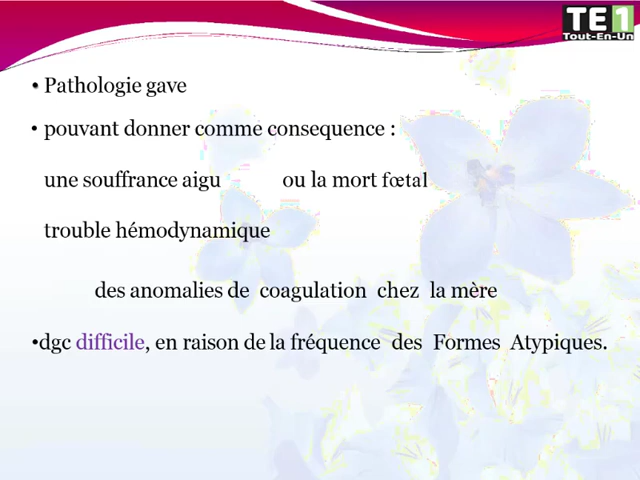 TE1
Tout-En-Un
• Pathologie gave
• pouvant donner comme consequence :
une souffrance aigu ou la mort fœtal
trouble hémodynamique
des anomalies de coagulation chez la mère
•dgc difficile, en raison de la fréquence des Formes Atypiques.